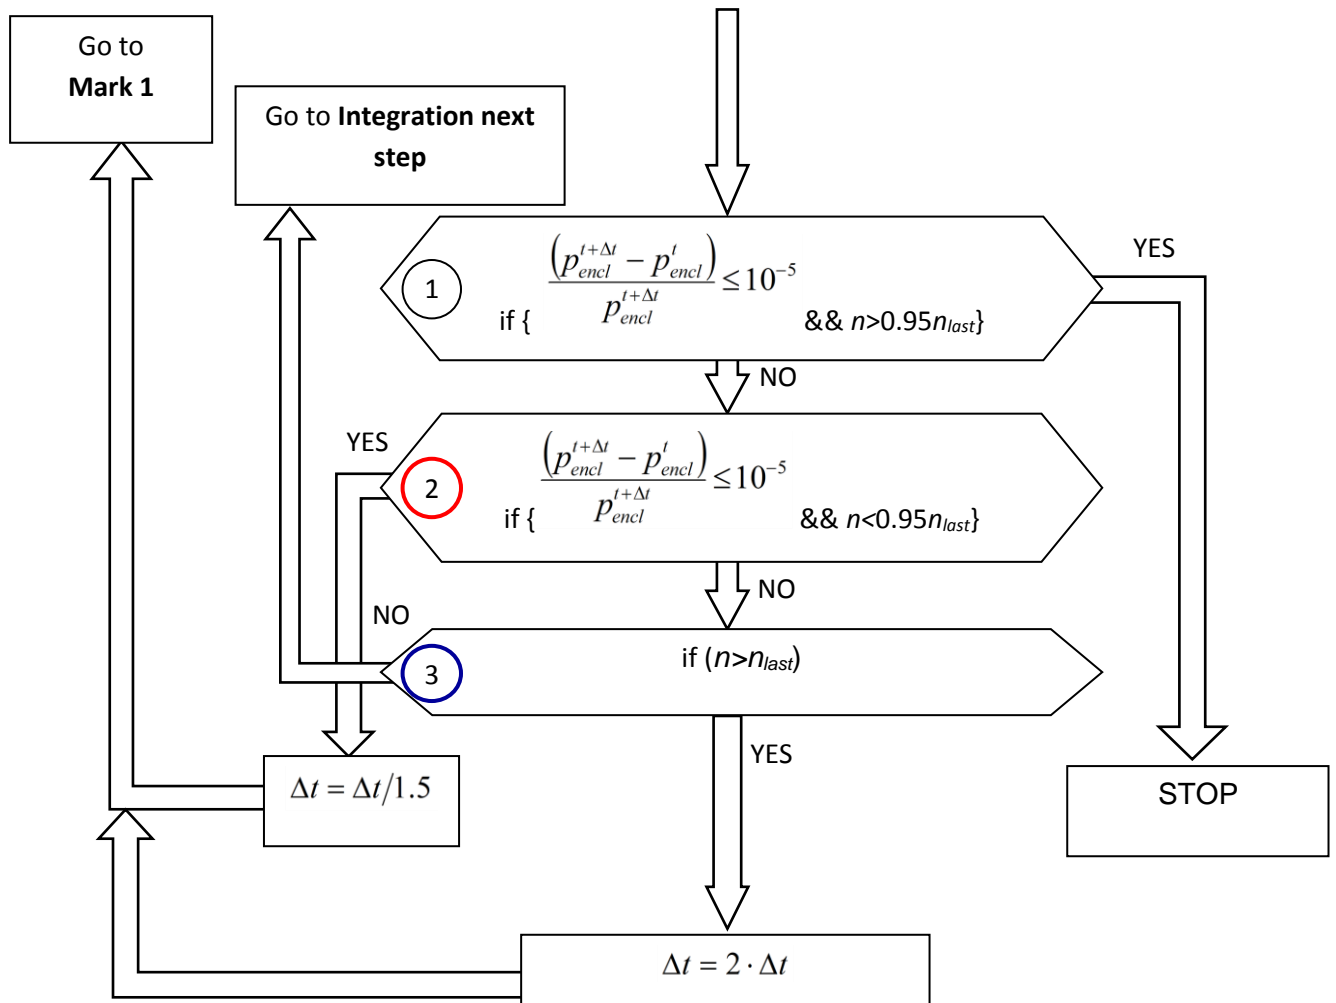 Go to
Mark 1
Go to Integration next
step
YES
1
if { (p_encl^{t+Δt} − p_encl^t) / p_encl^{t+Δt} ≤ 10^{−5} && n>0.95n_last}
NO
YES
2
if { (p_encl^{t+Δt} − p_encl^t) / p_encl^{t+Δt} ≤ 10^{−5} && n<0.95n_last}
NO
NO
3
if (n>n_last)
YES
Δt = Δt/1.5
STOP
Δt = 2 · Δt